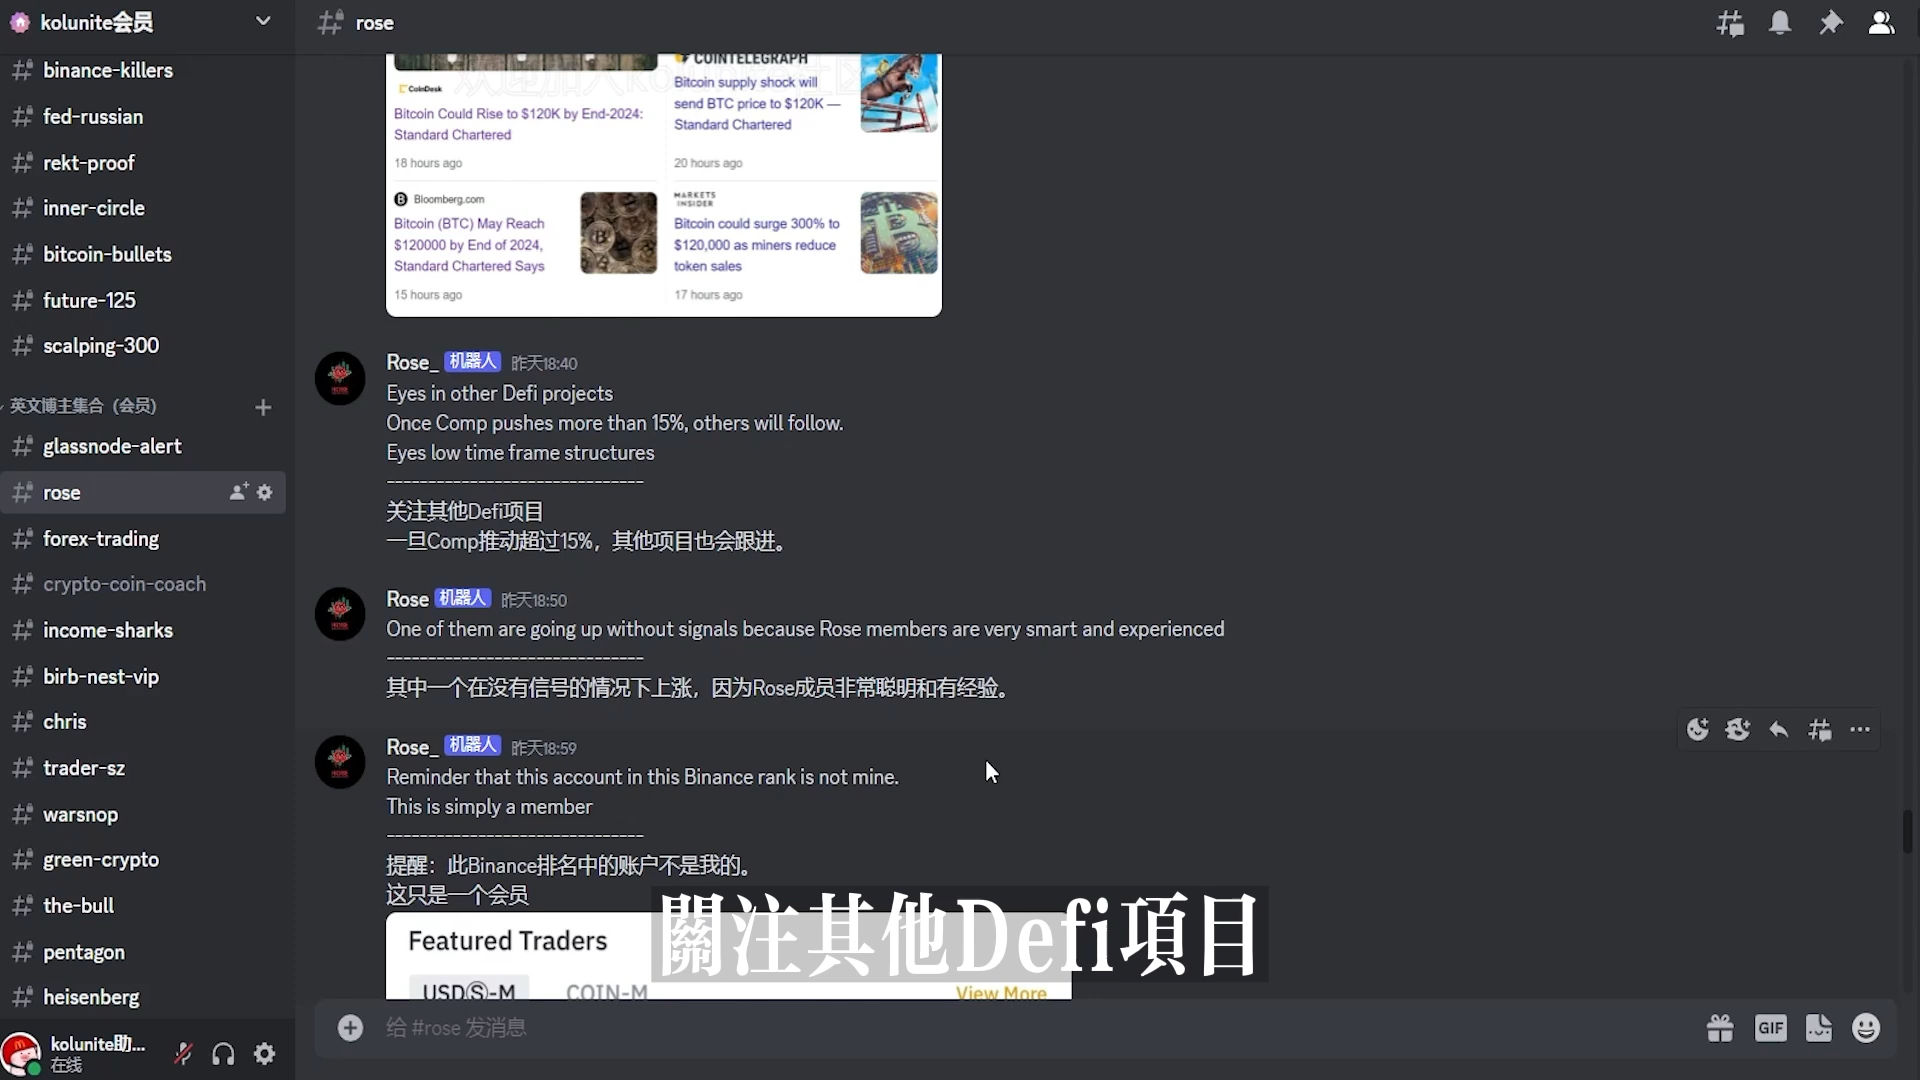 kolunite会员
binance-killers
fed-russian
rekt-proof
inner-circle
bitcoin-bullets
future-125
scalping-300
英文博主集合 (会员)
glassnode-alert
rose
forex-trading
crypto-coin-coach
income-sharks
birb-nest-vip
chris
trader-sz
warsnop
green-crypto
the-bull
pentagon
heisenberg
kolunite助...
在线
rose
CoinDesk
Bitcoin Could Rise to $120K by End-2024:
Standard Chartered
18 hours ago
COINTELEGRAPH
Bitcoin supply shock will
send BTC price to $120K —
Standard Chartered
20 hours ago
Bloomberg.com
Bitcoin (BTC) May Reach
$120000 by End of 2024,
Standard Chartered Says
15 hours ago
MARKETS
INSIDER
Bitcoin could surge 300% to
$120,000 as miners reduce
token sales
17 hours ago
Rose_ 机器人 昨天18:40
Eyes in other Defi projects
Once Comp pushes more than 15%, others will follow.
Eyes low time frame structures
-------------------------------
关注其他Defi项目
一旦Comp推动超过15%，其他项目也会跟进。
Rose 机器人 昨天18:50
One of them are going up without signals because Rose members are very smart and experienced
-------------------------------
其中一个在没有信号的情况下上涨，因为Rose成员非常聪明和有经验。
Rose_ 机器人 昨天18:59
Reminder that this account in this Binance rank is not mine.
This is simply a member
-------------------------------
提醒：此Binance排名中的账户不是我的。
这只是一个会员
Featured Traders
USDⓈ-M COIN-M View More
關注其他Defi項目
给 #rose 发消息
GIF